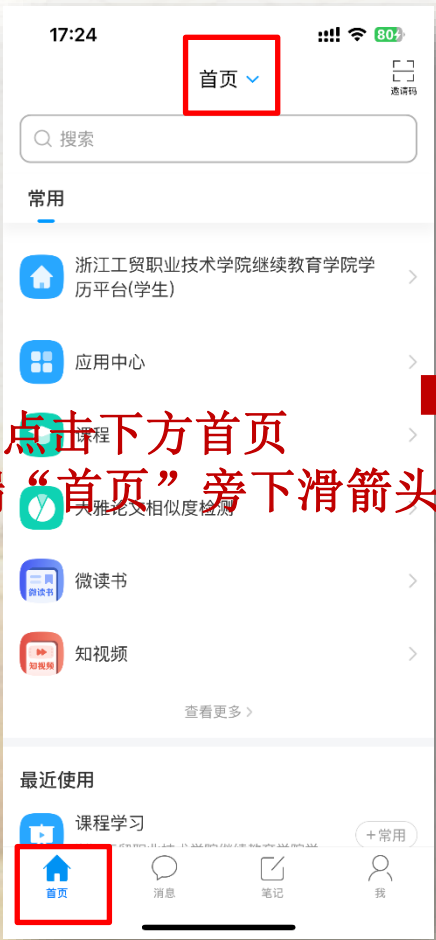 17:24
80
首页
邀请码
搜索
常用
浙江工贸职业技术学院继续教育学院学
历平台(学生)
应用中心
点击下方首页
课程
“首页”旁下滑箭头
大雅论文相似度检测
微读书
微读书
知视频
知视频
查看更多
最近使用
课程学习
+常用
首页
消息
笔记
我